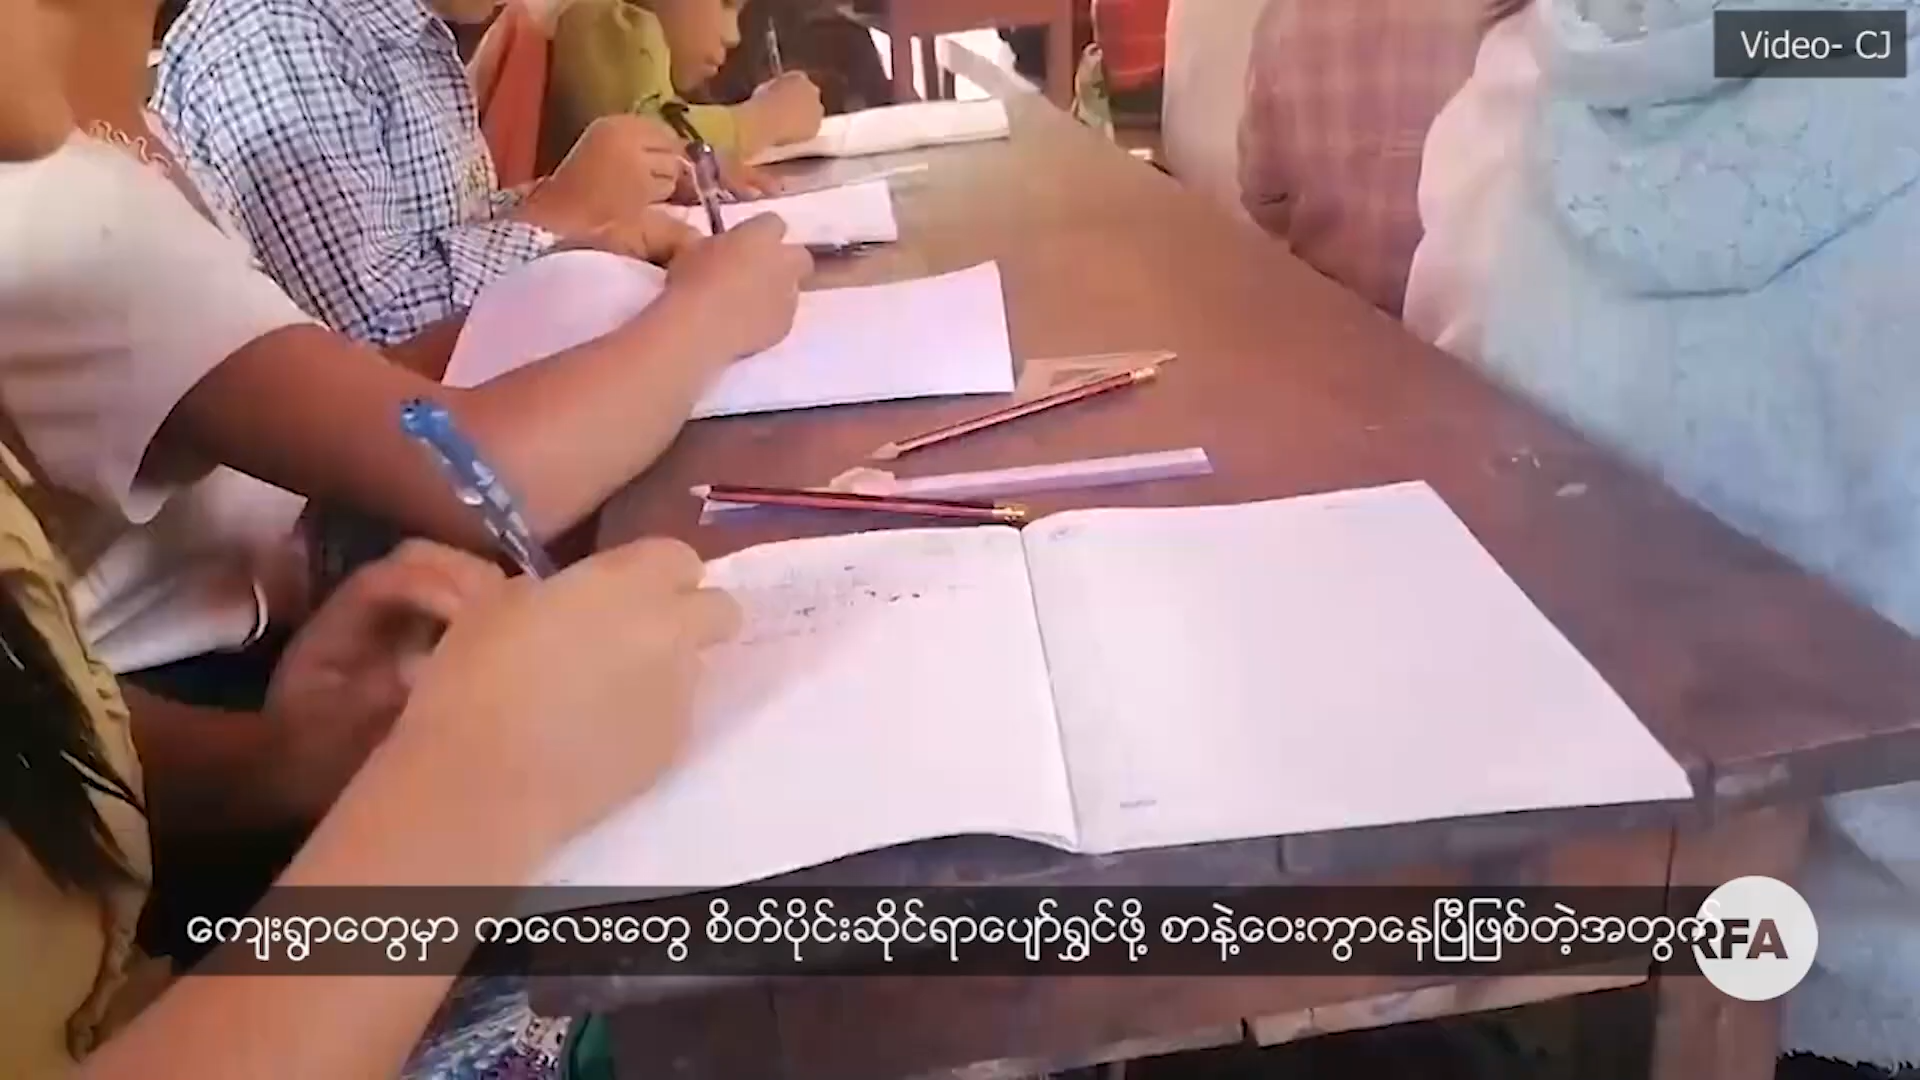 Video- CJ
ကျေးရွာတွေမှာ ကလေးတွေ စိတ်ပိုင်းဆိုင်ရာပျော်ရွှင်ဖို့ စာနဲ့ဝေးကွာနေပြီဖြစ်တဲ့အတွက်
RFA